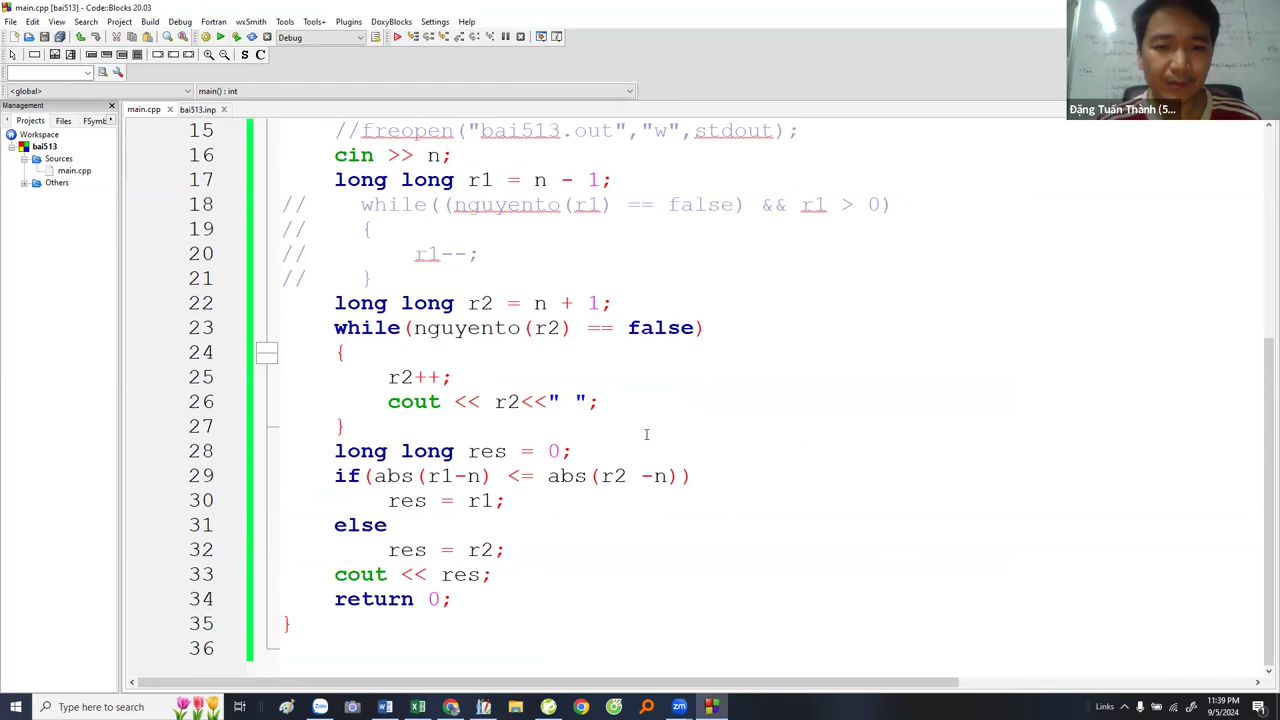 main.cpp [bai513] - Code::Blocks 20.03
File Edit View Search Project Build Debug Fortran wxSmith Tools Tools+ Plugins DoxyBlocks Settings Help
Debug
S C
<global> main() : int
Management
Projects Files FSymb
main.cpp bai513.inp
Workspace
bai513
Sources
main.cpp
Others
Đặng Tuấn Thành (5...
15 //freopen("bai513.out","w",stdout);
16 cin >> n;
17 long long r1 = n - 1;
18 // while((nguyento(r1) == false) && r1 > 0)
19 // {
20 // r1--;
21 // }
22 long long r2 = n + 1;
23 while(nguyento(r2) == false)
24 {
25 r2++;
26 cout << r2<<" ";
27 }
28 long long res = 0;
29 if(abs(r1-n) <= abs(r2 -n))
30 res = r1;
31 else
32 res = r2;
33 cout << res;
34 return 0;
35 }
36
Type here to search
Links
11:39 PM
9/5/2024